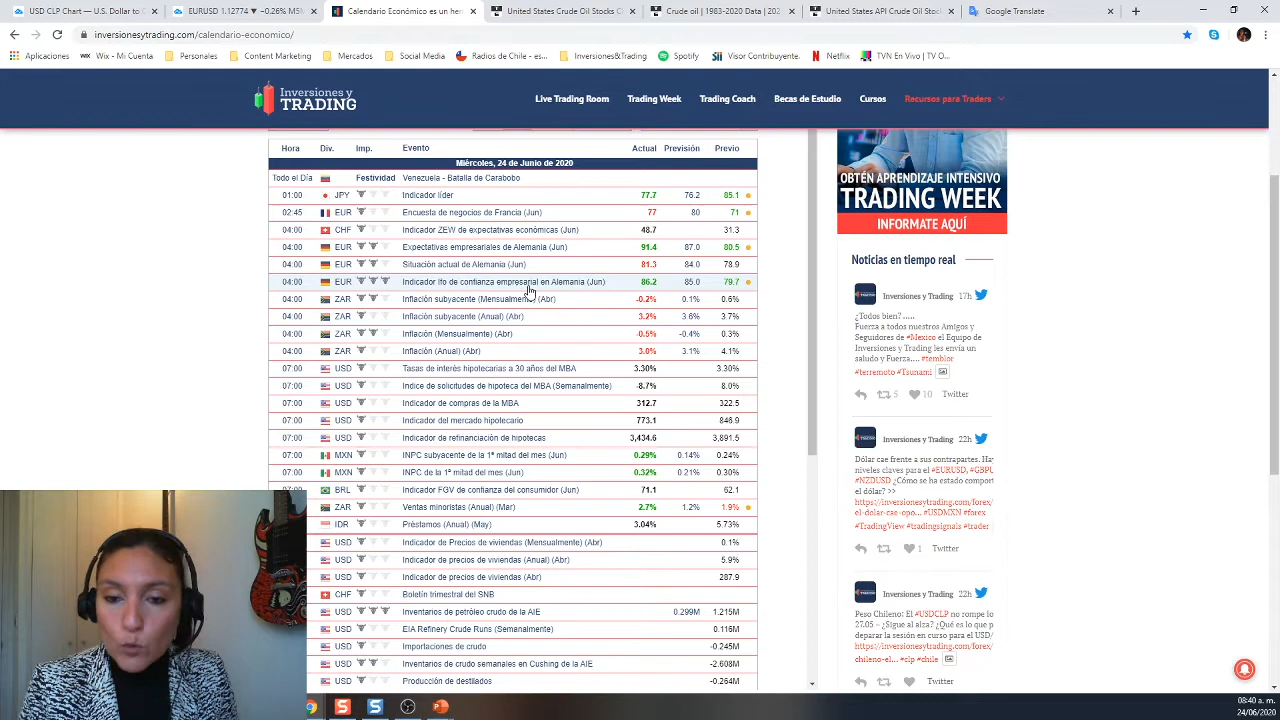 USD CLP Chart — U.S. Dollar to C
EURUSD 1.12774 ▼ −0.26% M5M
Calendario Económico es un her
United States Crude Oil Stocks C
Crude oil | 1983-2020 Data | 202
United States API Crude Oil Stock
Google Translate
inversionesytrading.com/calendario-economico/
Aplicaciones
WIX - Mi Cuenta
Personales
Content Marketing
Mercados
Social Media
Radios de Chile - es...
Inversiones&Trading
Spotify
Sii Visor Contribuyente.
Netflix
TVN En Vivo | TV O...
Inversiones y
TRADING
Live Trading Room
Trading Week
Trading Coach
Becas de Estudio
Cursos
Recursos para Traders
Hora Div. Imp. Evento Actual Previsión Previo
Miércoles, 24 de Junio de 2020
Todo el Día Festividad Venezuela - Batalla de Carabobo
01:00 JPY Indicador líder 77.7 76.2 85.1
02:45 EUR Encuesta de negocios de Francia (Jun) 77 80 71
04:00 CHF Indicador ZEW de expectativas económicas (Jun) 48.7 31.3
04:00 EUR Expectativas empresariales de Alemania (Jun) 91.4 87.0 80.5
04:00 EUR Situación actual de Alemania (Jun) 81.3 84.0 78.9
04:00 EUR Indicador Ifo de confianza empresarial en Alemania (Jun) 86.2 85.0 79.7
04:00 ZAR Inflación subyacente (Mensualmente) (Abr) -0.2% 0.1% 0.6%
04:00 ZAR Inflación subyacente (Anual) (Abr) 3.2% 3.6% 3.7%
04:00 ZAR Inflación (Mensualmente) (Abr) -0.5% -0.4% 0.3%
04:00 ZAR Inflación (Anual) (Abr) 3.0% 3.1% 4.1%
07:00 USD Tasas de interés hipotecarias a 30 años del MBA 3.30% 3.30%
07:00 USD Índice de solicitudes de hipoteca del MBA (Semanalmente) -8.7% 8.0%
07:00 USD Indicador de compras de la MBA 312.7 322.5
07:00 USD Indicador del mercado hipotecario 773.1 846.9
07:00 USD Indicador de refinanciación de hipotecas 3,434.6 3,891.5
07:00 MXN INPC subyacente de la 1ª mitad del mes (Jun) 0.29% 0.14% 0.24%
07:00 MXN INPC de la 1ª mitad del mes (Jun) 0.32% 0.21% 0.30%
07:00 BRL Indicador FGV de confianza del consumidor (Jun) 71.1 62.1
ZAR Ventas minoristas (Anual) (Mar) 2.7% 1.2% 1.9%
IDR Préstamos (Anual) (May) 3.04% 5.73%
USD Indicador de Precios de viviendas (Mensualmente) (Abr) 0.1%
USD Indicador de precios de viviendas (Anual) (Abr) 5.9%
USD Indicador de precios de viviendas (Abr) 287.9
CHF Boletín trimestral del SNB
USD Inventarios de petróleo crudo de la AIE 0.299M 1.215M
USD EIA Refinery Crude Runs (Semanalmente) 0.116M
USD Importaciones de crudo -0.245M
USD Inventarios de crudo semanales en Cushing de la AIE -2.608M
USD Producción de destilados -0.264M
OBTÉN APRENDIZAJE INTENSIVO
TRADING WEEK
INFORMATE AQUÍ
Noticias en tiempo real
Inversiones y Trading 17h
¿Todos bien? .....
Fuerza a todos nuestros Amigos y
Seguidores de #Mexico el Equipo de
Inversiones y Trading les envía un
saludo y Fuerza.... #temblor
#terremoto #Tsunami
5 10 Twitter
Inversiones y Trading 22h
Dólar cae frente a sus contrapartes. Ha
niveles claves para el #EURUSD, #GBPU
#NZDUSD ¿Cómo se ha estado comport
el dólar? >>
https://inversionesytrading.com/forex/
el-dolar-cae-opo... #USDMXN #forex
#TradingView #tradingsignals #trader
1 Twitter
Inversiones y Trading 22h
Peso Chileno: El #USDCLP no rompe lo
27.05 – ¿Sigue al alza? ¿Qué es lo que p
deparar la sesión en curso para el USD/
https://inversionesytrading.com/forex/
chileno-el... #clp #chile
Twitter
08:40 a. m.
24/06/2020